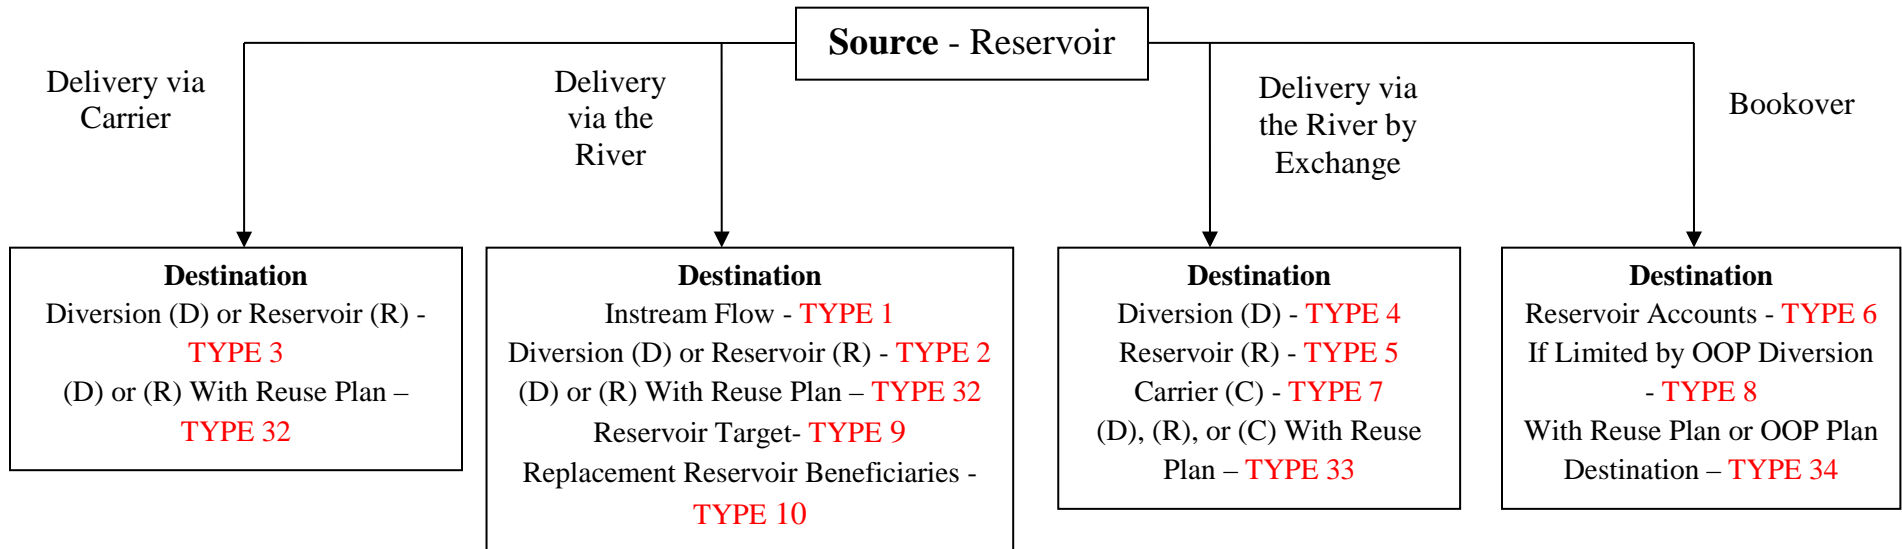 Source - Reservoir
Delivery via
Carrier
Delivery
via the
River
Delivery via
the River by
Exchange
Bookover
Destination
Diversion (D) or Reservoir (R) -
TYPE 3
(D) or (R) With Reuse Plan –
TYPE 32
Destination
Instream Flow - TYPE 1
Diversion (D) or Reservoir (R) - TYPE 2
(D) or (R) With Reuse Plan – TYPE 32
Reservoir Target- TYPE 9
Replacement Reservoir Beneficiaries -
TYPE 10
Destination
Diversion (D) - TYPE 4
Reservoir (R) - TYPE 5
Carrier (C) - TYPE 7
(D), (R), or (C) With Reuse
Plan – TYPE 33
Destination
Reservoir Accounts - TYPE 6
If Limited by OOP Diversion
- TYPE 8
With Reuse Plan or OOP Plan
Destination – TYPE 34